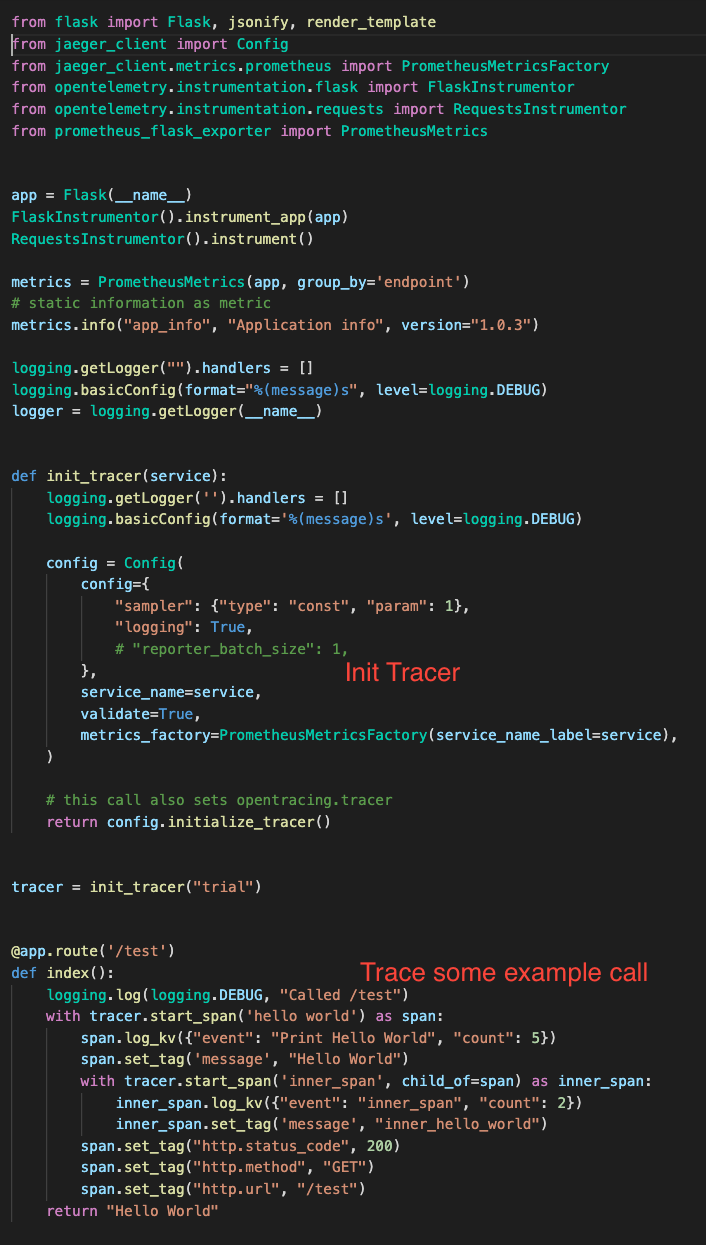 from flask import Flask, jsonify, render_template
from jaeger_client import Config
from jaeger_client.metrics.prometheus import PrometheusMetricsFactory
from opentelemetry.instrumentation.flask import FlaskInstrumentor
from opentelemetry.instrumentation.requests import RequestsInstrumentor
from prometheus_flask_exporter import PrometheusMetrics
app = Flask(__name__)
FlaskInstrumentor().instrument_app(app)
RequestsInstrumentor().instrument()
metrics = PrometheusMetrics(app, group_by='endpoint')
# static information as metric
metrics.info("app_info", "Application info", version="1.0.3")
logging.getLogger("").handlers = []
logging.basicConfig(format="%(message)s", level=logging.DEBUG)
logger = logging.getLogger(__name__)
def init_tracer(service):
    logging.getLogger('').handlers = []
    logging.basicConfig(format='%(message)s', level=logging.DEBUG)
    config = Config(
        config={
            "sampler": {"type": "const", "param": 1},
            "logging": True,
            # "reporter_batch_size": 1,
        },
Init Tracer
        service_name=service,
        validate=True,
        metrics_factory=PrometheusMetricsFactory(service_name_label=service),
    )
    # this call also sets opentracing.tracer
    return config.initialize_tracer()
tracer = init_tracer("trial")
@app.route('/test')
def index():
Trace some example call
    logging.log(logging.DEBUG, "Called /test")
    with tracer.start_span('hello world') as span:
        span.log_kv({"event": "Print Hello World", "count": 5})
        span.set_tag('message', "Hello World")
        with tracer.start_span('inner_span', child_of=span) as inner_span:
            inner_span.log_kv({"event": "inner_span", "count": 2})
            inner_span.set_tag('message', "inner_hello_world")
        span.set_tag("http.status_code", 200)
        span.set_tag("http.method", "GET")
        span.set_tag("http.url", "/test")
    return "Hello World"